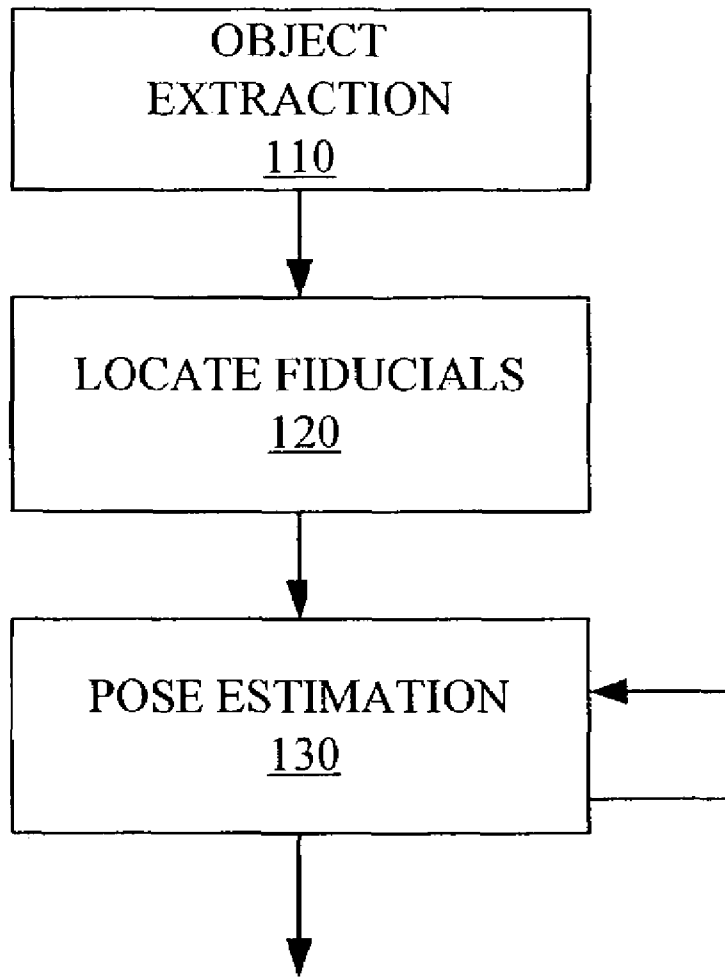 OBJECT
EXTRACTION
110
LOCATE FIDUCIALS
120
POSE ESTIMATION
130